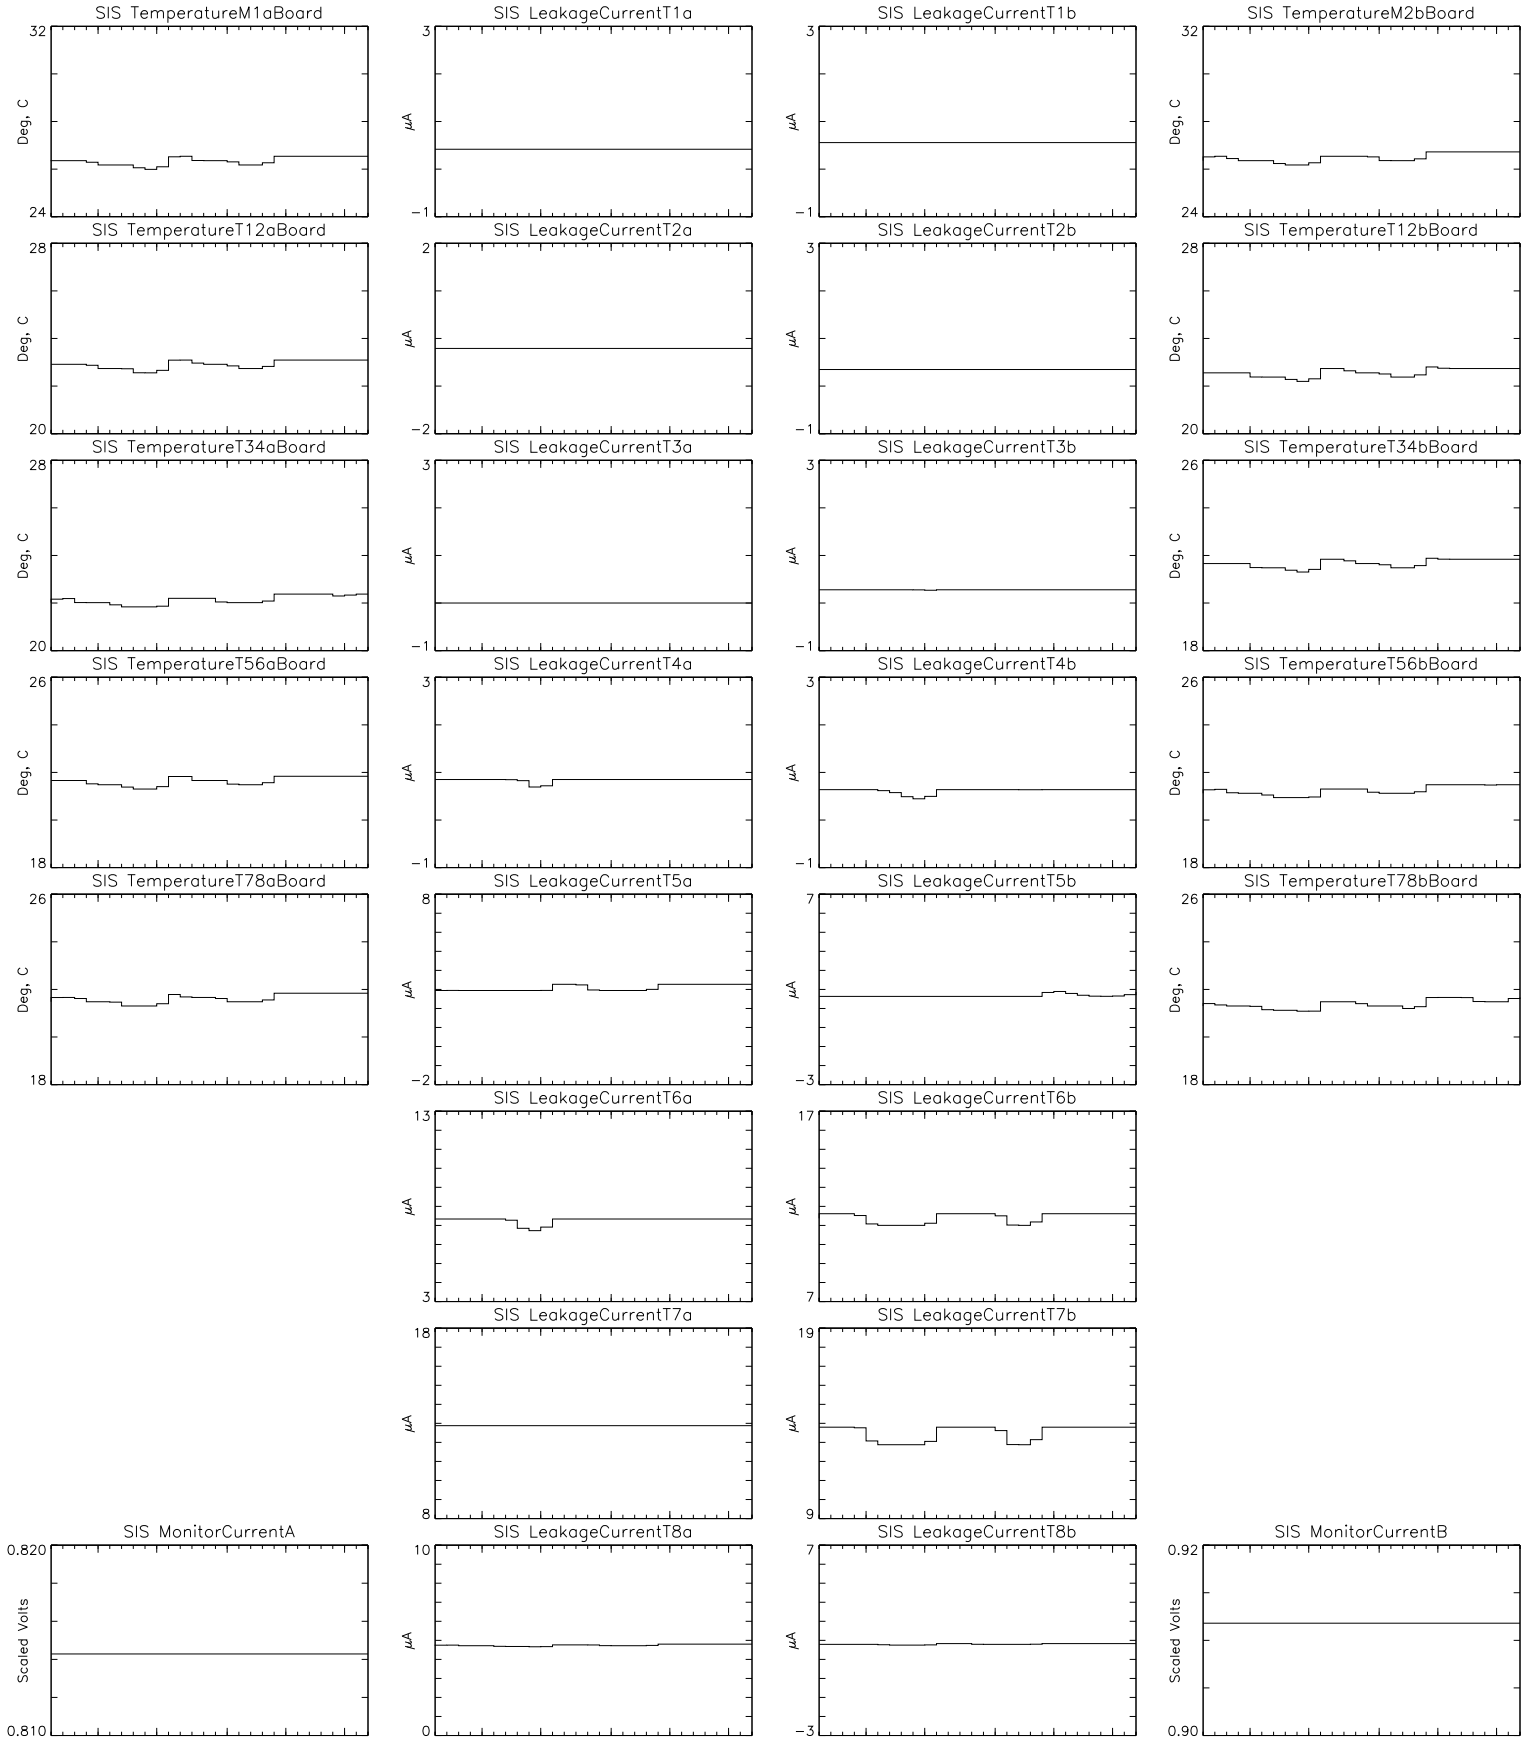 SIS TemperatureM1aBoard SIS LeakageCurrentT1a SIS LeakageCurrentT1b SIS TemperatureM2bBoard
32 3 3 32
Deg, C μA μA Deg, C
24 -1 -1 24
SIS TemperatureT12aBoard SIS LeakageCurrentT2a SIS LeakageCurrentT2b SIS TemperatureT12bBoard
28 2 3 28
Deg, C μA μA Deg, C
20 -2 -1 20
SIS TemperatureT34aBoard SIS LeakageCurrentT3a SIS LeakageCurrentT3b SIS TemperatureT34bBoard
28 3 3 26
Deg, C μA μA Deg, C
20 -1 -1 18
SIS TemperatureT56aBoard SIS LeakageCurrentT4a SIS LeakageCurrentT4b SIS TemperatureT56bBoard
26 3 3 26
Deg, C μA μA Deg, C
18 -1 -1 18
SIS TemperatureT78aBoard SIS LeakageCurrentT5a SIS LeakageCurrentT5b SIS TemperatureT78bBoard
26 8 7 26
Deg, C μA μA Deg, C
18 -2 -3 18
SIS LeakageCurrentT6a SIS LeakageCurrentT6b
13 17
μA μA
3 7
SIS LeakageCurrentT7a SIS LeakageCurrentT7b
18 19
μA μA
8 9
SIS MonitorCurrentA SIS LeakageCurrentT8a SIS LeakageCurrentT8b SIS MonitorCurrentB
0.820 10 7 0.92
Scaled Volts μA μA Scaled Volts
0.810 0 -3 0.90